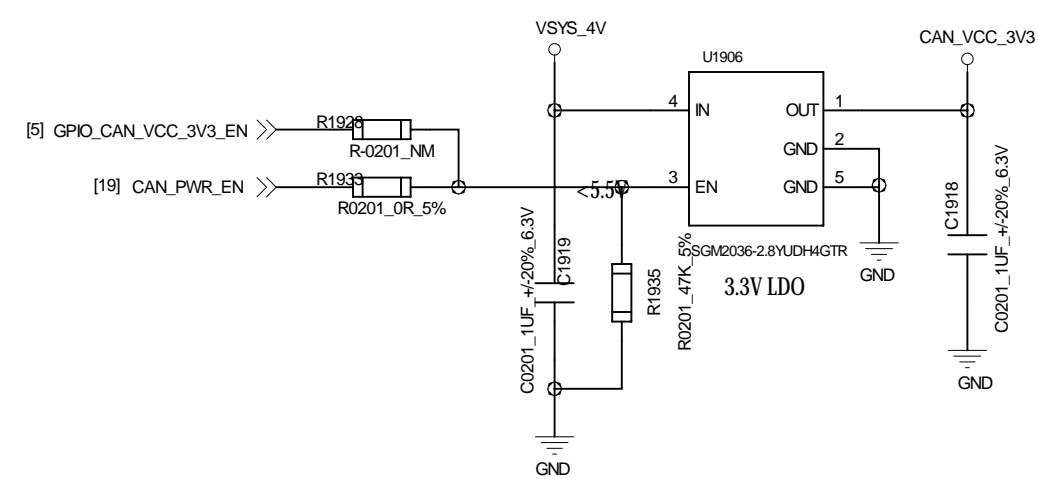 VSYS_4V
CAN_VCC_3V3
U1906
4 IN
OUT 1
[5] GPIO_CAN_VCC_3V3_EN
R1928
R-0201_NM
GND 2
[19] CAN_PWR_EN
R1933
R0201_0R_5%
<5.5V
3 EN
GND 5
C0201_1UF_+/-20%_6.3V
C1919
R1935
R0201_47K_5%
SGM2036-2.8YUDH4GTR
3.3V LDO
GND
C1918
C0201_1UF_+/-20%_6.3V
GND
GND